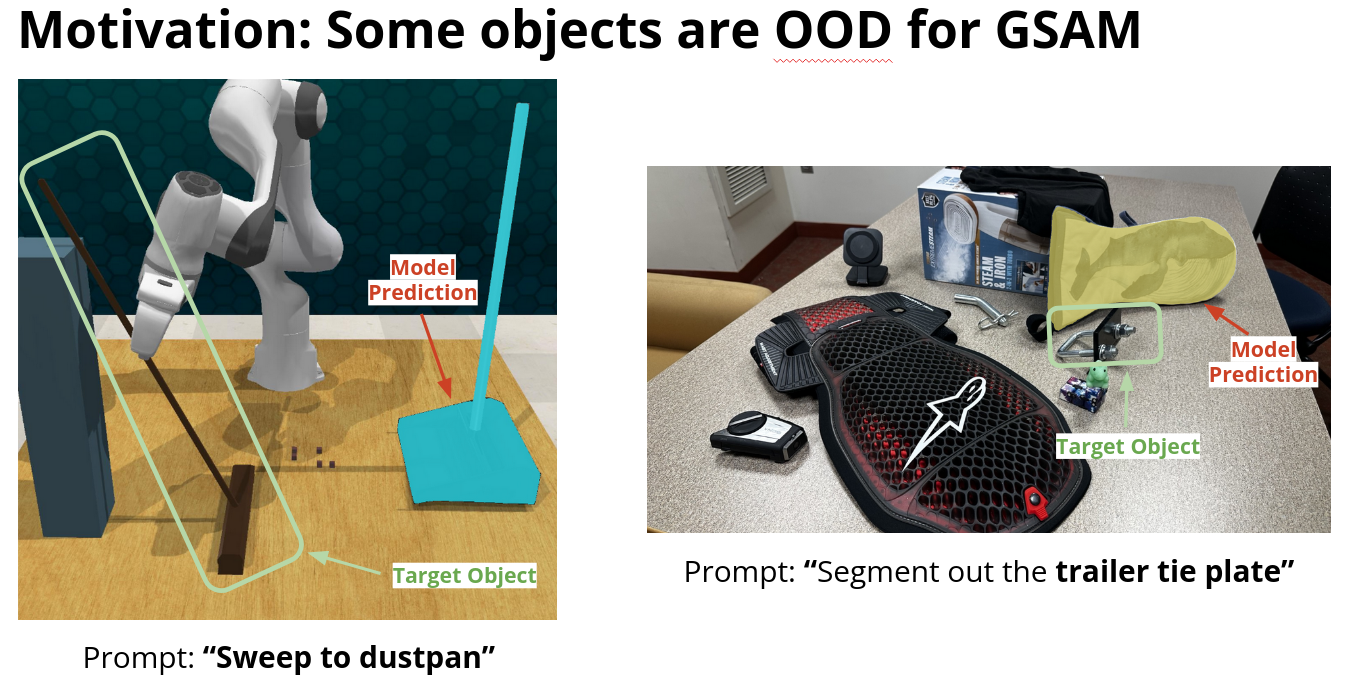 Motivation: Some objects are OOD for GSAM
Model
Prediction
Target Object
Prompt: “Sweep to dustpan”
STEAM
& IRON
Model
Prediction
Target Object
Prompt: “Segment out the trailer tie plate”